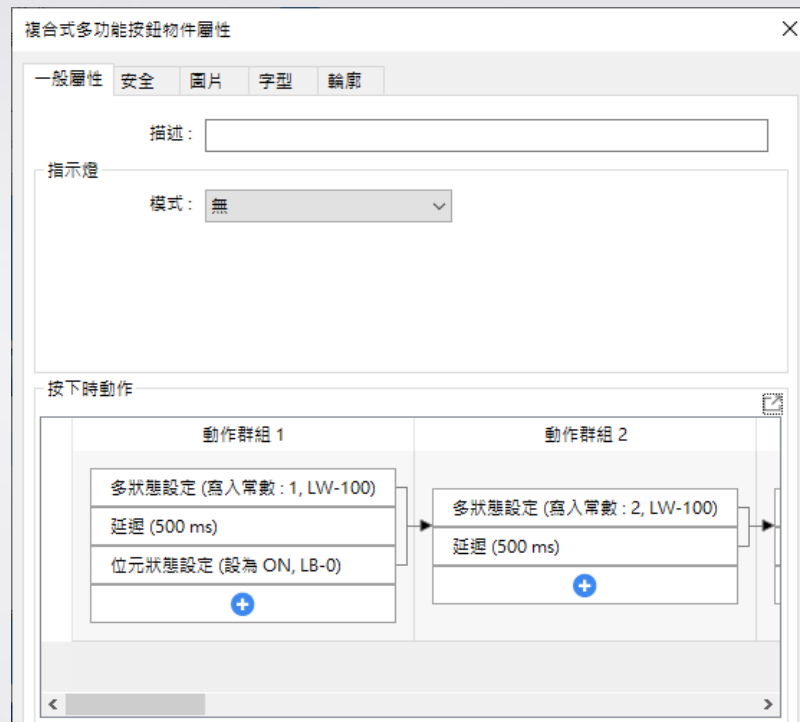 複合式多功能按鈕物件屬性
一般屬性 安全 圖片 字型 輪廓
描述 :
指示燈
模式 : 無
按下時動作
動作群組 1 動作群組 2
多狀態設定 (寫入常數 : 1, LW-100)
延遲 (500 ms)
位元狀態設定 (設為 ON, LB-0)
多狀態設定 (寫入常數 : 2, LW-100)
延遲 (500 ms)